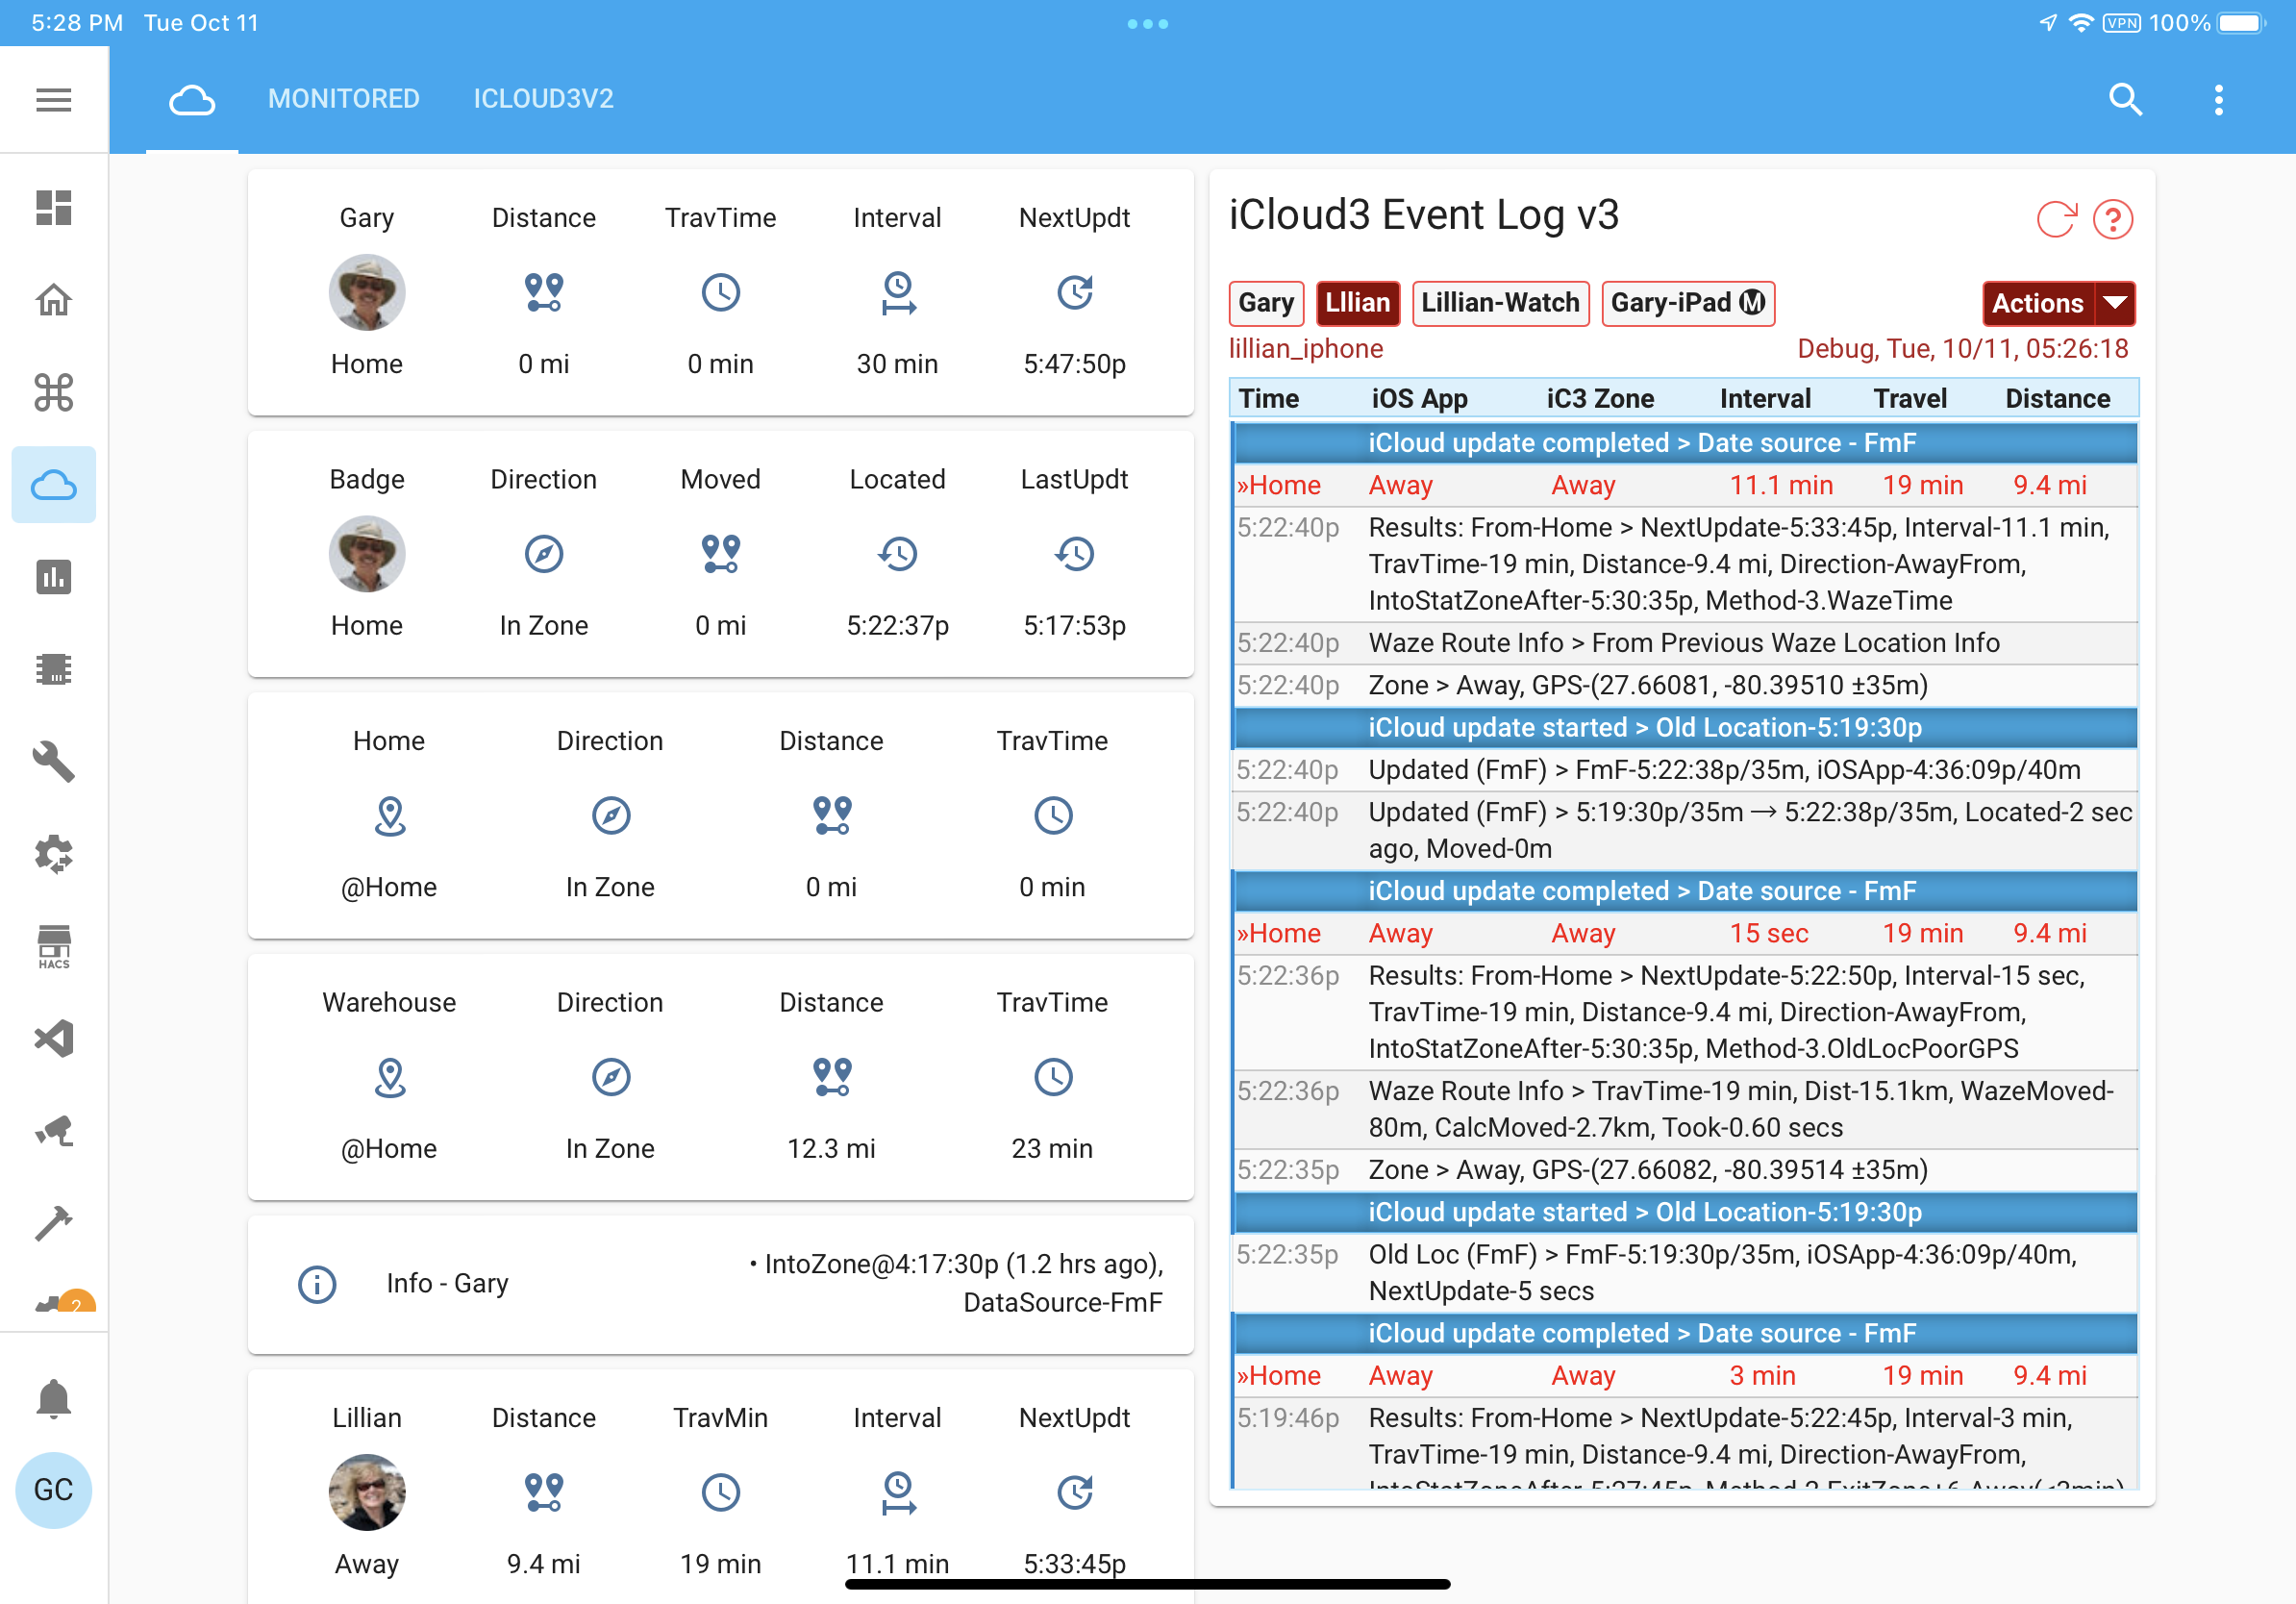 5:28 PM Tue Oct 11
VPN 100%
MONITORED ICLOUD3V2
HACS
2
GC
Gary Distance TravTime Interval NextUpdt
Home 0 mi 0 min 30 min 5:47:50p
Badge Direction Moved Located LastUpdt
Home In Zone 0 mi 5:22:37p 5:17:53p
Home Direction Distance TravTime
@Home In Zone 0 mi 0 min
Warehouse Direction Distance TravTime
@Home In Zone 12.3 mi 23 min
Info - Gary
• IntoZone@4:17:30p (1.2 hrs ago),
DataSource-FmF
Lillian Distance TravMin Interval NextUpdt
Away 9.4 mi 19 min 11.1 min 5:33:45p
iCloud3 Event Log v3
?
Gary Lllian Lillian-Watch Gary-iPad M Actions
lillian_iphone Debug, Tue, 10/11, 05:26:18
Time iOS App iC3 Zone Interval Travel Distance
iCloud update completed > Date source - FmF
»Home Away Away 11.1 min 19 min 9.4 mi
5:22:40p Results: From-Home > NextUpdate-5:33:45p, Interval-11.1 min,
TravTime-19 min, Distance-9.4 mi, Direction-AwayFrom,
IntoStatZoneAfter-5:30:35p, Method-3.WazeTime
5:22:40p Waze Route Info > From Previous Waze Location Info
5:22:40p Zone > Away, GPS-(27.66081, -80.39510 ±35m)
iCloud update started > Old Location-5:19:30p
5:22:40p Updated (FmF) > FmF-5:22:38p/35m, iOSApp-4:36:09p/40m
5:22:40p Updated (FmF) > 5:19:30p/35m → 5:22:38p/35m, Located-2 sec
ago, Moved-0m
iCloud update completed > Date source - FmF
»Home Away Away 15 sec 19 min 9.4 mi
5:22:36p Results: From-Home > NextUpdate-5:22:50p, Interval-15 sec,
TravTime-19 min, Distance-9.4 mi, Direction-AwayFrom,
IntoStatZoneAfter-5:30:35p, Method-3.OldLocPoorGPS
5:22:36p Waze Route Info > TravTime-19 min, Dist-15.1km, WazeMoved-
80m, CalcMoved-2.7km, Took-0.60 secs
5:22:35p Zone > Away, GPS-(27.66082, -80.39514 ±35m)
iCloud update started > Old Location-5:19:30p
5:22:35p Old Loc (FmF) > FmF-5:19:30p/35m, iOSApp-4:36:09p/40m,
NextUpdate-5 secs
iCloud update completed > Date source - FmF
»Home Away Away 3 min 19 min 9.4 mi
5:19:46p Results: From-Home > NextUpdate-5:22:45p, Interval-3 min,
TravTime-19 min, Distance-9.4 mi, Direction-AwayFrom,